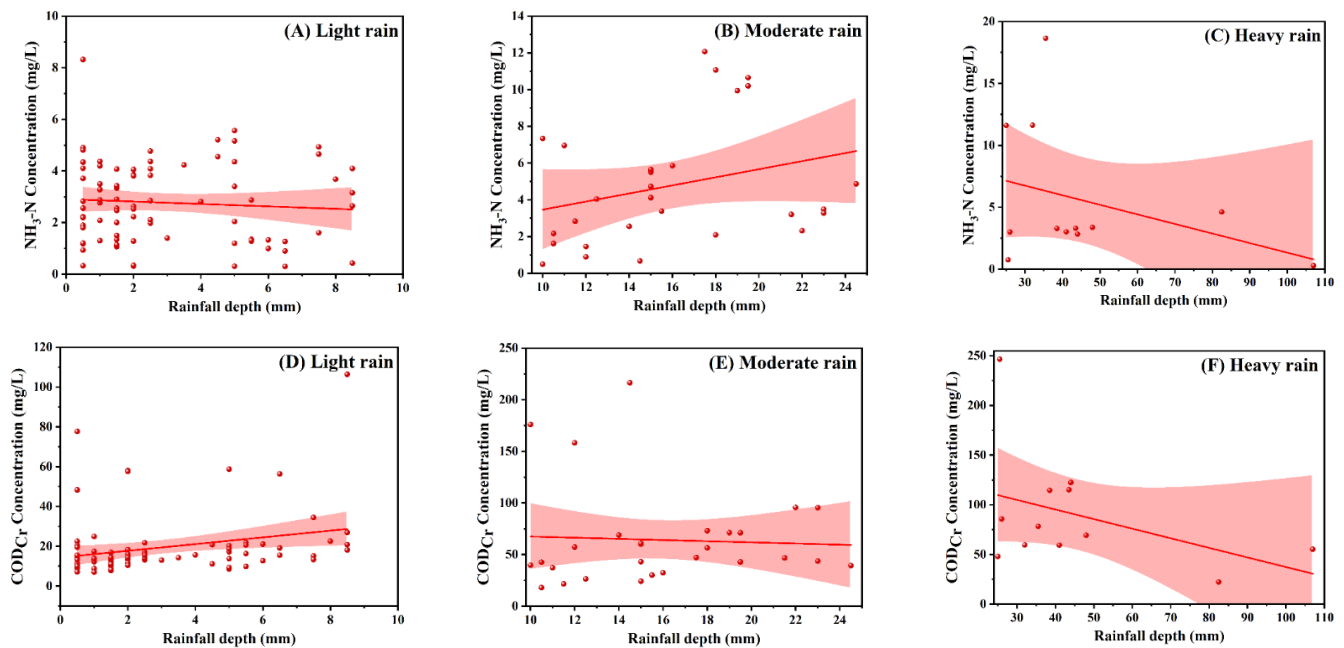 (A) Light rain
NH3-N Concentration (mg/L)
10
8
6
4
2
0
0 2 4 6 8 10
Rainfall depth (mm)
(B) Moderate rain
NH3-N Concentration (mg/L)
14
12
10
8
6
4
2
0
10 12 14 16 18 20 22 24
Rainfall depth (mm)
(C) Heavy rain
NH3-N Concentration (mg/L)
20
15
10
5
0
30 40 50 60 70 80 90 100 110
Rainfall depth (mm)
(D) Light rain
CODCr Concentration (mg/L)
120
100
80
60
40
20
0
0 2 4 6 8 10
Rainfall depth (mm)
(E) Moderate rain
CODCr Concentration (mg/L)
250
200
150
100
50
0
10 12 14 16 18 20 22 24
Rainfall depth (mm)
(F) Heavy rain
CODCr Concentration (mg/L)
250
200
150
100
50
0
30 40 50 60 70 80 90 100 110
Rainfall depth (mm)